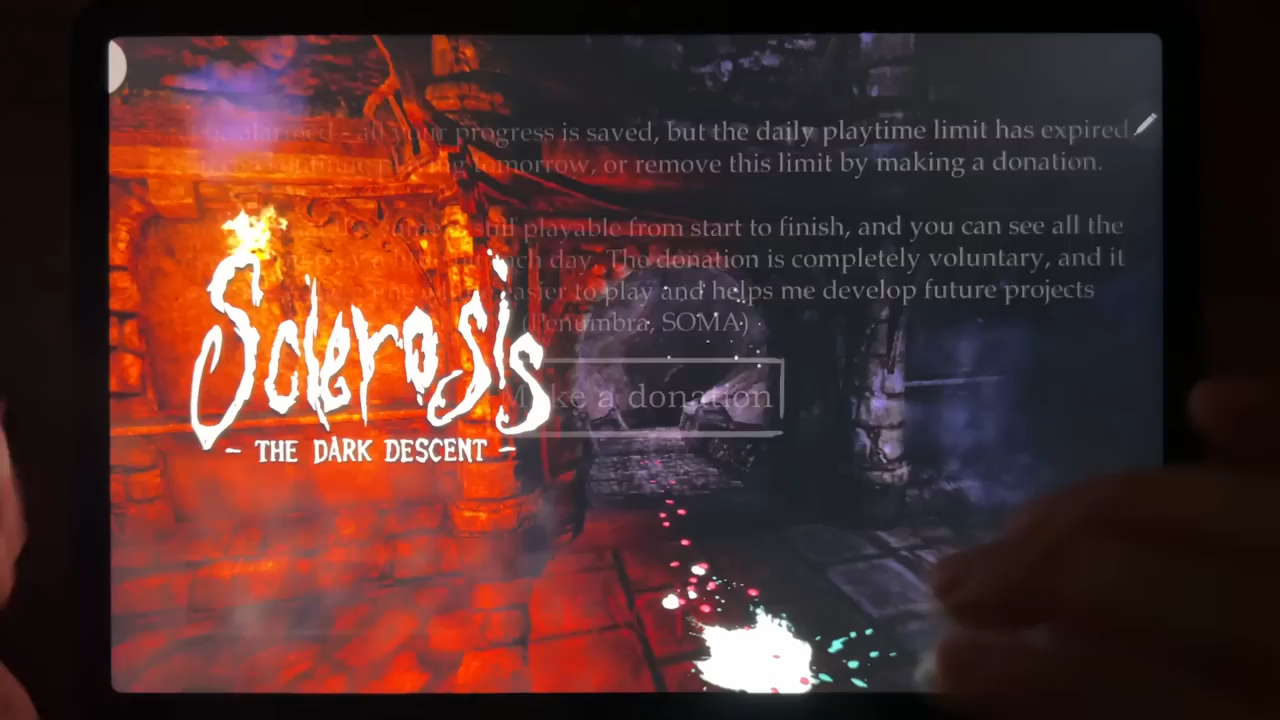 all your progress is saved, but the daily playtime limit has expired
tomorrow, or remove this limit by making a donation.
still playable from start to finish, and you can see all the
each day. The donation is completely voluntary, and it
easier to play and helps me develop future projects
(Penumbra, SOMA)
Sclerosis
Make a donation
- THE DARK DESCENT -